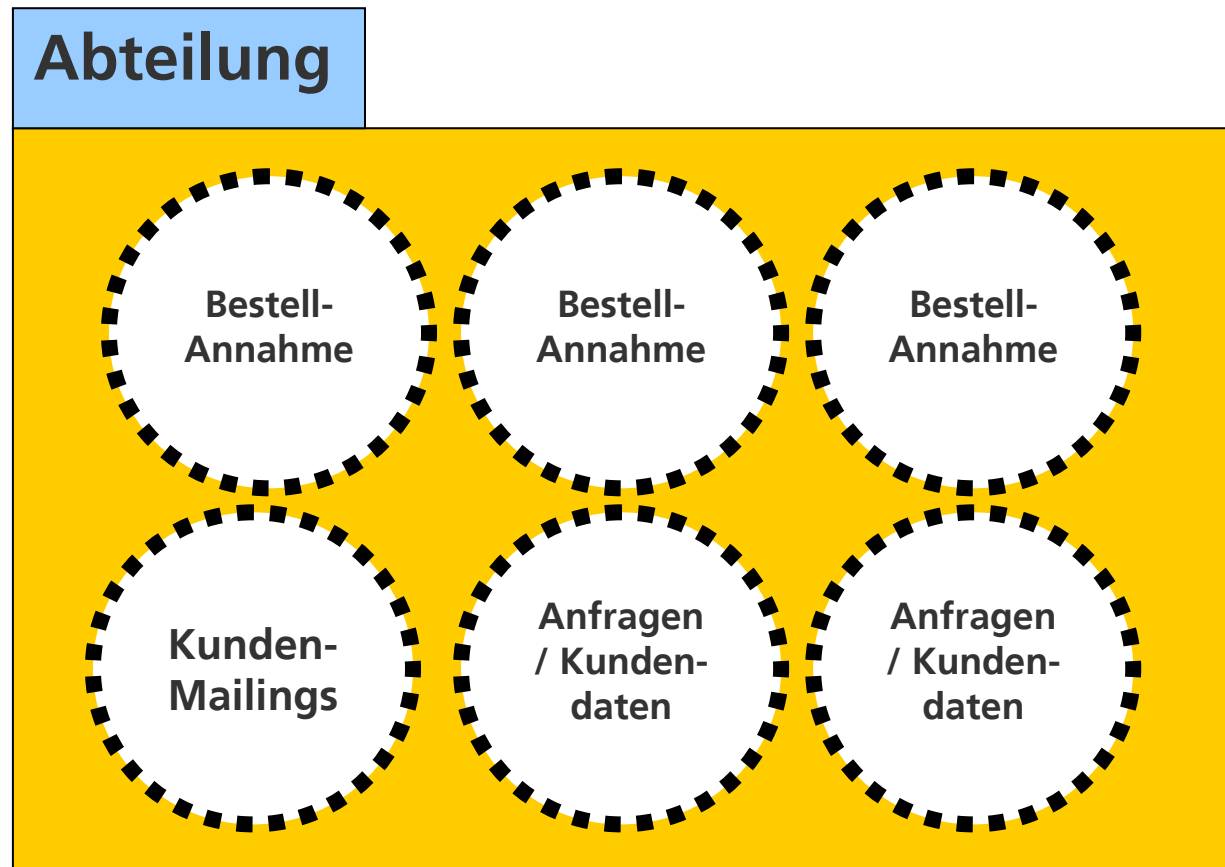 Abteilung
Bestell-
Annahme
Bestell-
Annahme
Bestell-
Annahme
Kunden-
Mailings
Anfragen
/ Kunden-
daten
Anfragen
/ Kunden-
daten